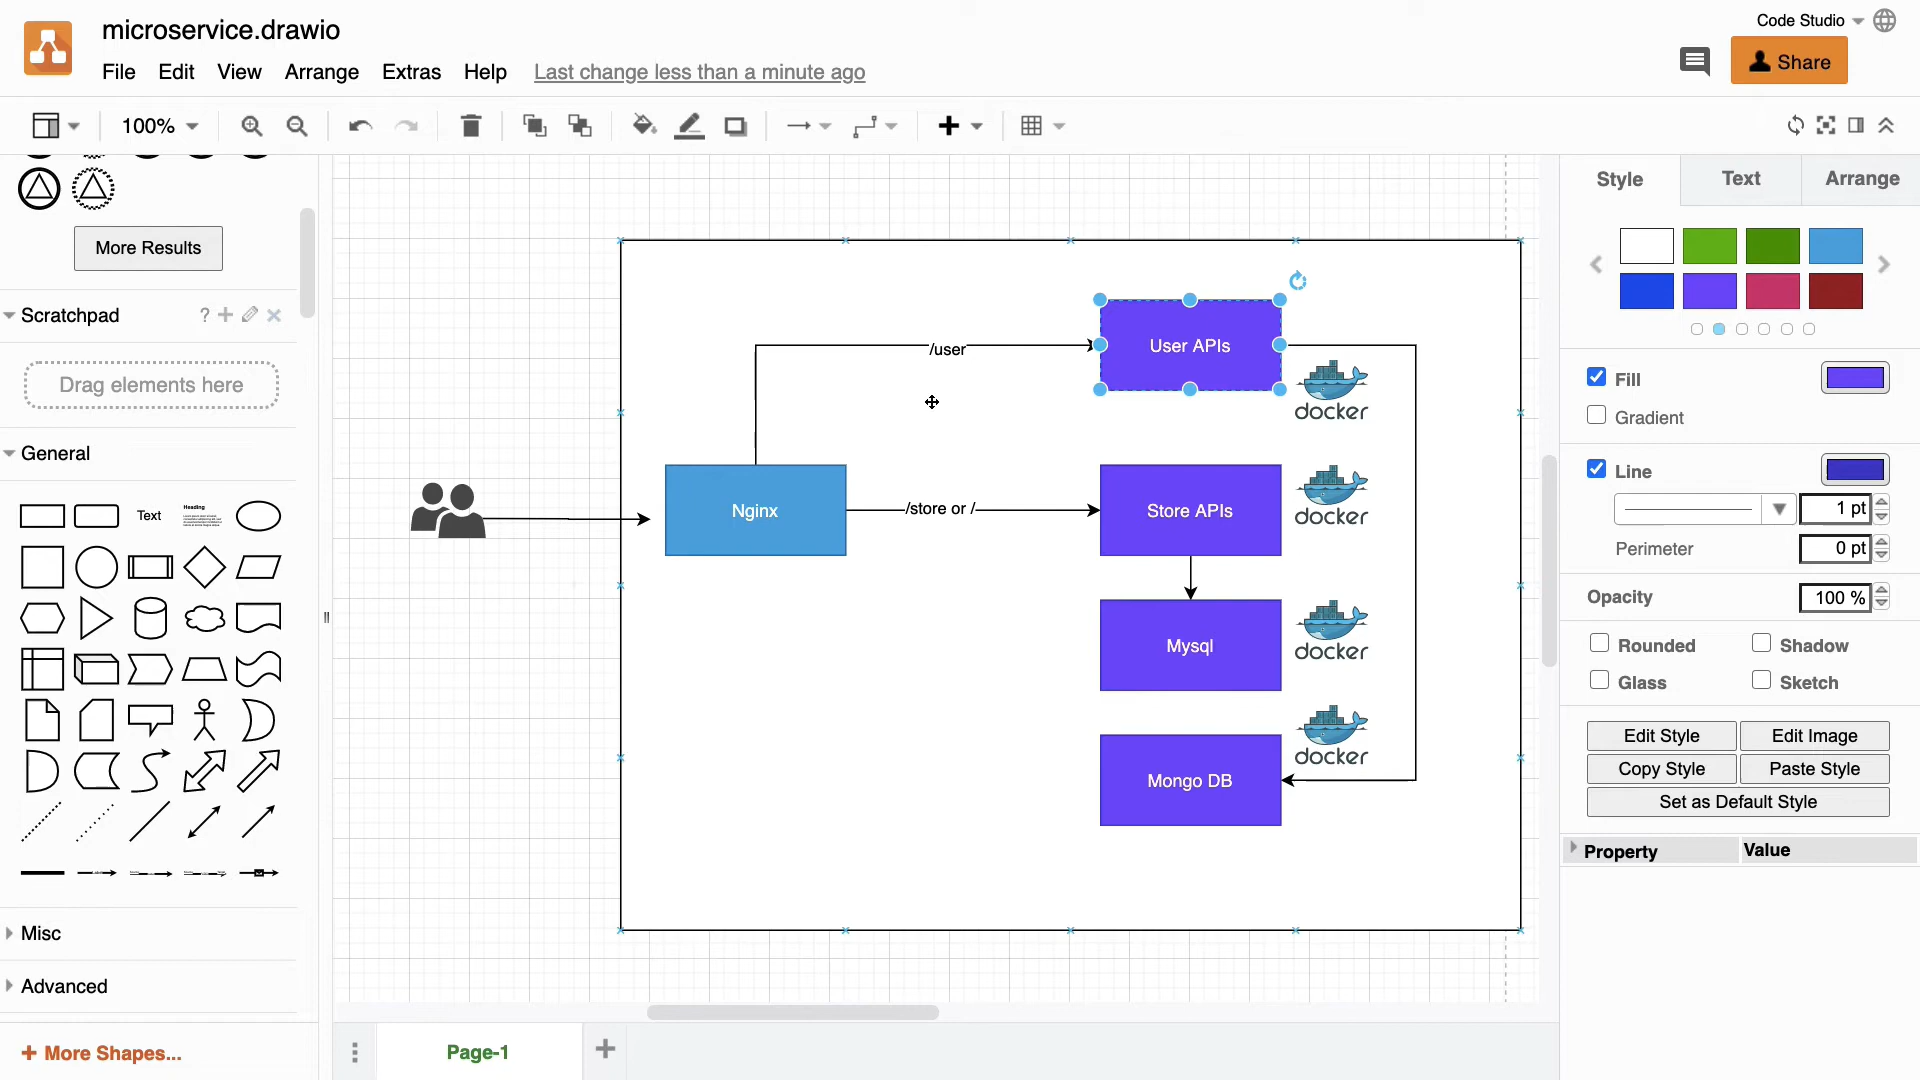 microservice.drawio
Code Studio
File Edit View Arrange Extras Help Last change less than a minute ago
Share
100%
Style Text Arrange
More Results
Scratchpad
?
Drag elements here
General
Text
Heading
Misc
Advanced
+ More Shapes...
/user
User APIs
docker
Nginx
/store or /
Store APIs
docker
Mysql
docker
Mongo DB
docker
Page-1
Fill
Gradient
Line
1 pt
Perimeter
0 pt
Opacity
100 %
Rounded
Shadow
Glass
Sketch
Edit Style
Edit Image
Copy Style
Paste Style
Set as Default Style
Property
Value